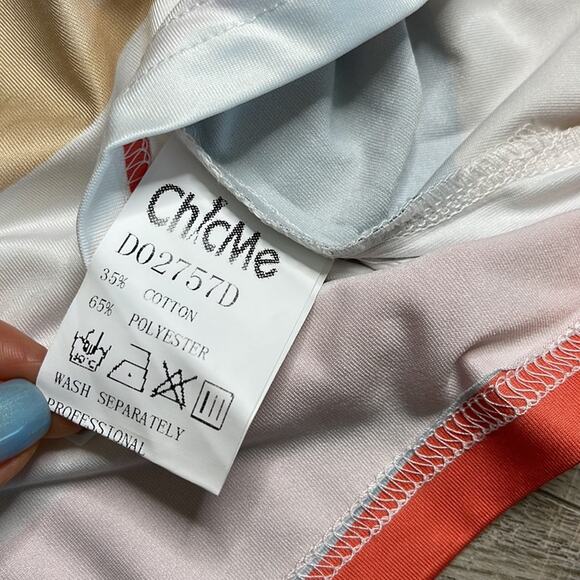 ChicMe
D02757D
35% COTTON
65% POLYESTER
WASH SEPARATELY
PROFESSIONAL